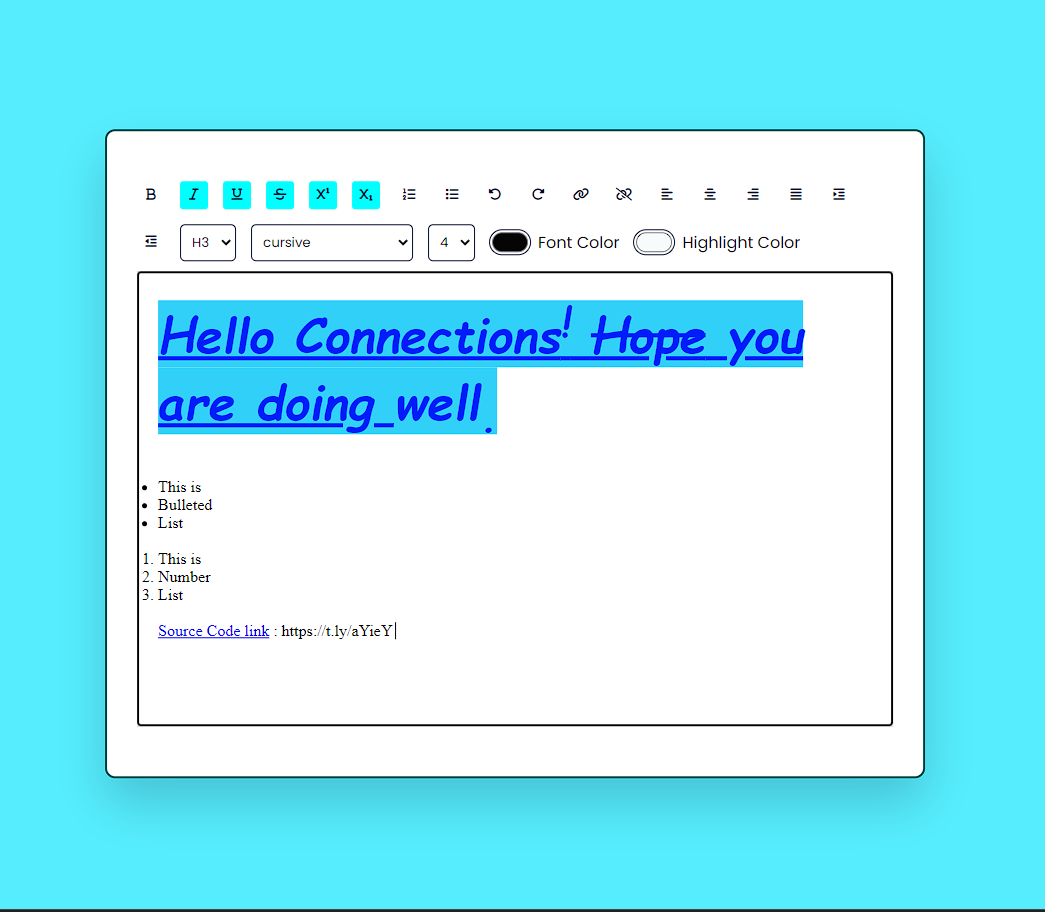 B I U S X¹ X₁
H3 cursive 4 Font Color Highlight Color
Hello Connections! Hope you
are doing well.
• This is
• Bulleted
• List
1. This is
2. Number
3. List
Source Code link : https://t.ly/aYieY